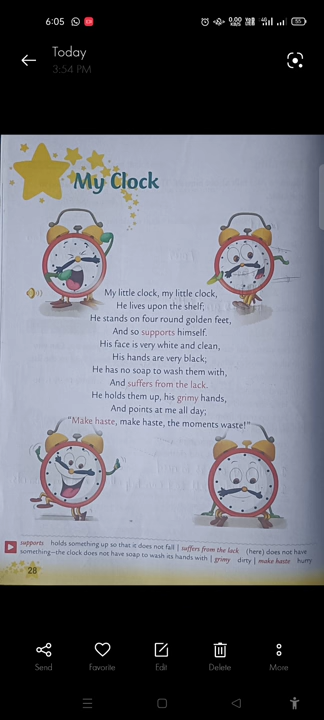 6:05
0.00
55
Today
3:54 PM
My Clock
My little clock, my little clock,
He lives upon the shelf;
He stands on four round golden feet,
And so supports himself.
His face is very white and clean,
His hands are very black;
He has no soap to wash them with,
And suffers from the lack.
He holds them up, his grimy hands,
And points at me all day;
"Make haste, make haste, the moments waste!"
supports holds something up so that it does not fall | suffers from the lack (here) does not have
something—the clock does not have soap to wash its hands with | grimy dirty | make haste hurry
28
Send
Favorite
Edit
Delete
More